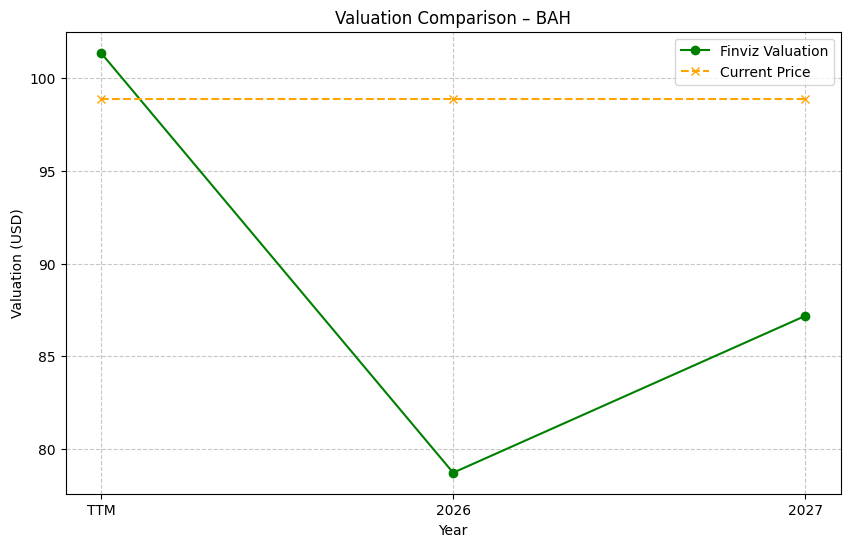 Valuation Comparison – BAH
Finviz Valuation
Current Price
100
95
90
85
80
Valuation (USD)
TTM
2026
2027
Year